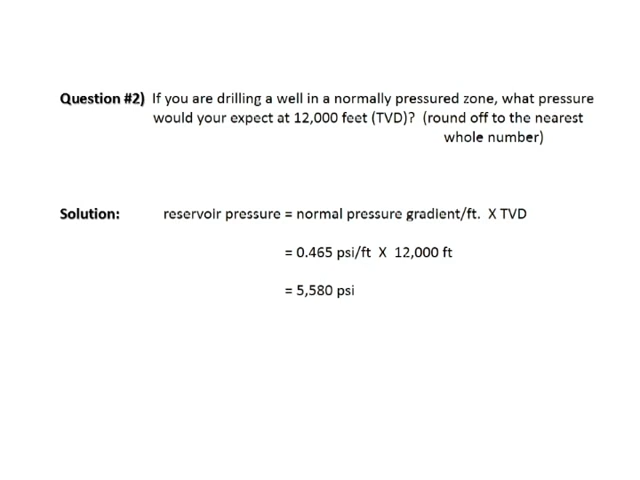 Question #2) If you are drilling a well in a normally pressured zone, what pressure
would your expect at 12,000 feet (TVD)? (round off to the nearest
whole number)
Solution: reservoir pressure = normal pressure gradient/ft. X TVD
= 0.465 psi/ft X 12,000 ft
= 5,580 psi